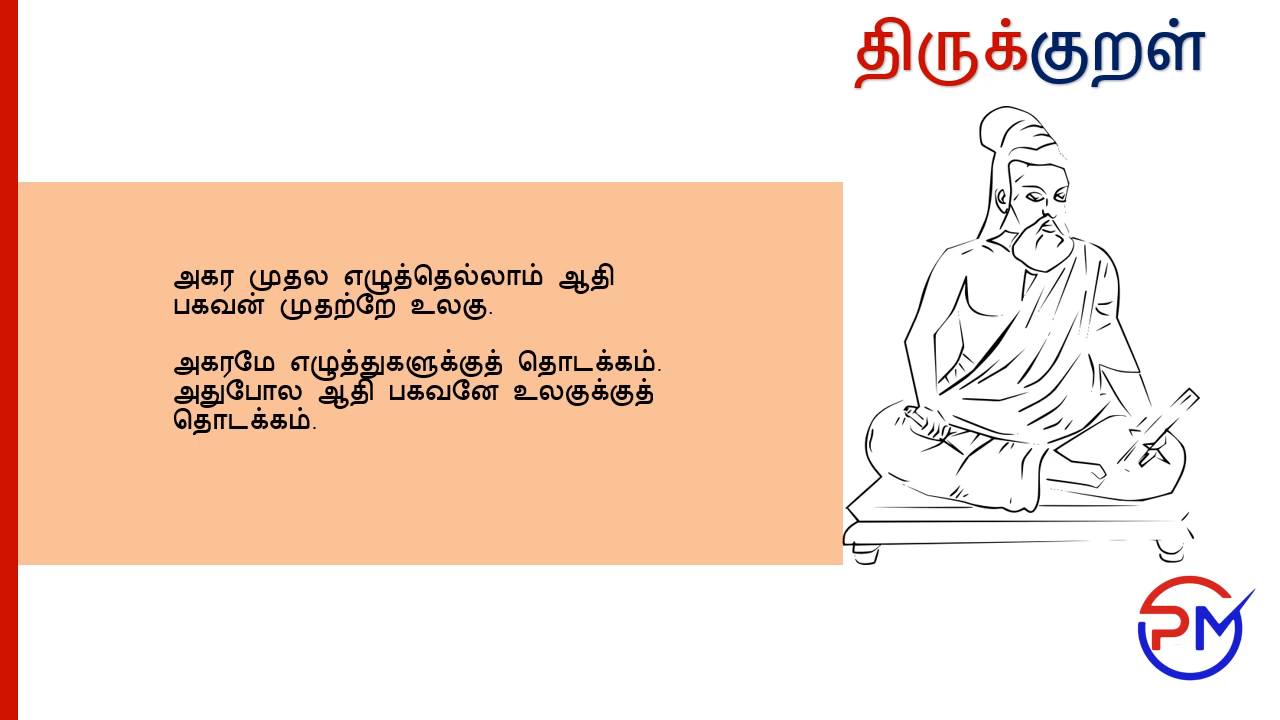 திருக்குறள்
அகர முதல எழுத்தெல்லாம் ஆதி
பகவன் முதற்றே உலகு.
அகரமே எழுத்துகளுக்குத் தொடக்கம்.
அதுபோல ஆதி பகவனே உலகுக்குத்
தொடக்கம்.
PM